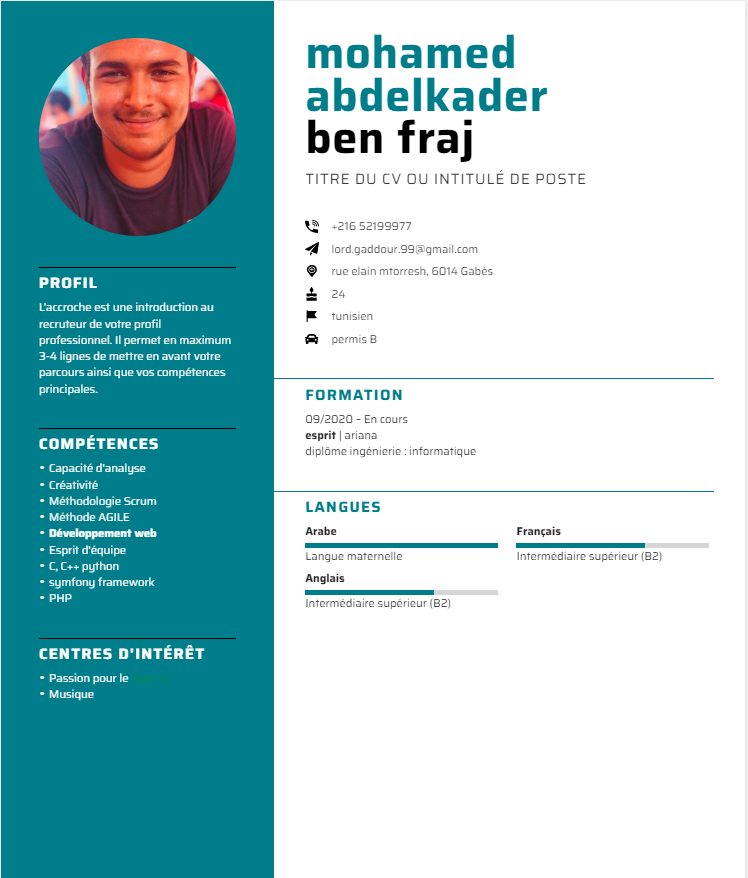 mohamed
abdelkader
ben fraj
TITRE DU CV OU INTITULÉ DE POSTE
+216 52199977
lord.gaddour.99@gmail.com
rue elain mtorresh, 6014 Gabès
24
tunisien
permis B
PROFIL
L'accroche est une introduction au
recruteur de votre profil
professionnel. Il permet en maximum
3-4 lignes de mettre en avant votre
parcours ainsi que vos compétences
principales.
COMPÉTENCES
• Capacité d'analyse
• Créativité
• Méthodologie Scrum
• Méthode AGILE
• Développement web
• Esprit d'équipe
• C, C++ python
• symfony framework
• PHP
CENTRES D'INTÉRÊT
• Passion pour le
• Musique
FORMATION
09/2020 – En cours
esprit | ariana
diplôme ingénierie : informatique
LANGUES
Arabe
Langue maternelle
Français
Intermédiaire supérieur (B2)
Anglais
Intermédiaire supérieur (B2)